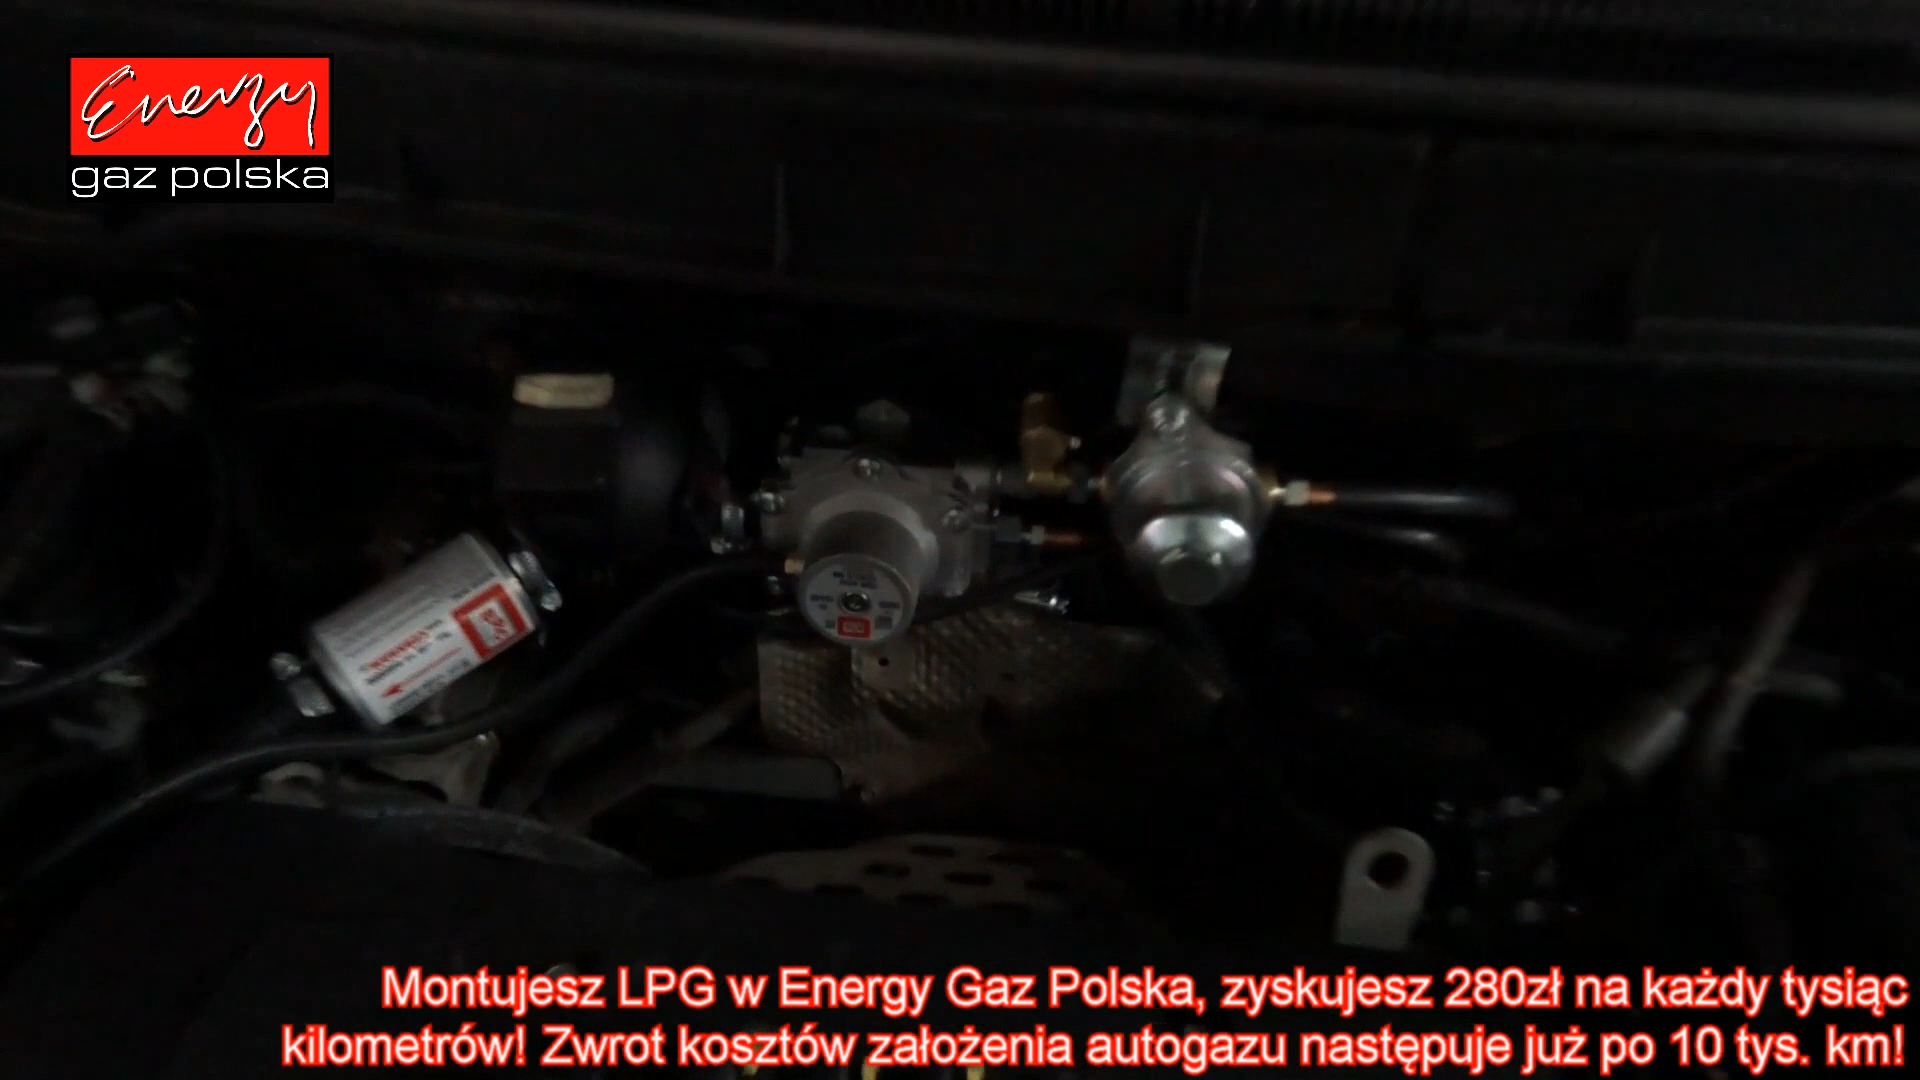 Energy
gaz polska
Montujesz LPG w Energy Gaz Polska, zyskujesz 280zł na każdy tysiąc
kilometrów! Zwrot kosztów założenia autogazu następuje już po 10 tys. km!